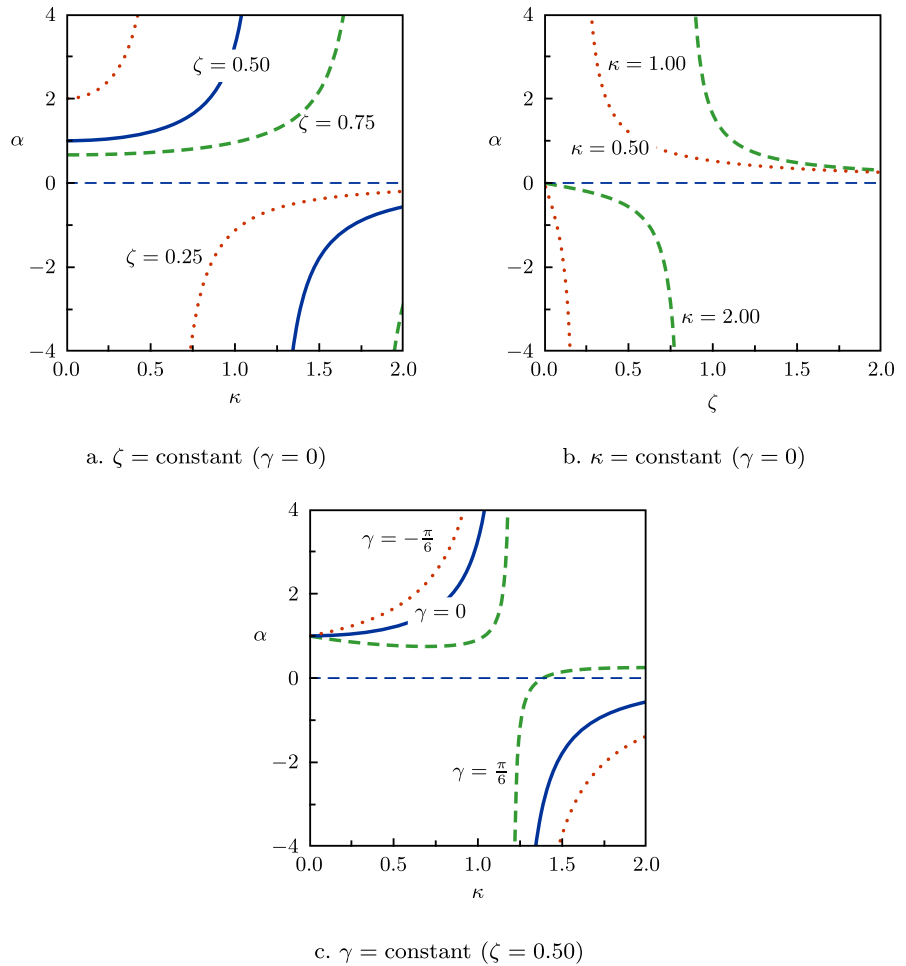 4
2
0
−2
−4
α
ζ = 0.50
ζ = 0.75
ζ = 0.25
0.0 0.5 1.0 1.5 2.0
κ
a. ζ = constant (γ = 0)
4
2
0
−2
−4
α
κ = 1.00
κ = 0.50
κ = 2.00
0.0 0.5 1.0 1.5 2.0
ζ
b. κ = constant (γ = 0)
4
2
0
−2
−4
α
γ = −π/6
γ = 0
γ = π/6
0.0 0.5 1.0 1.5 2.0
κ
c. γ = constant (ζ = 0.50)